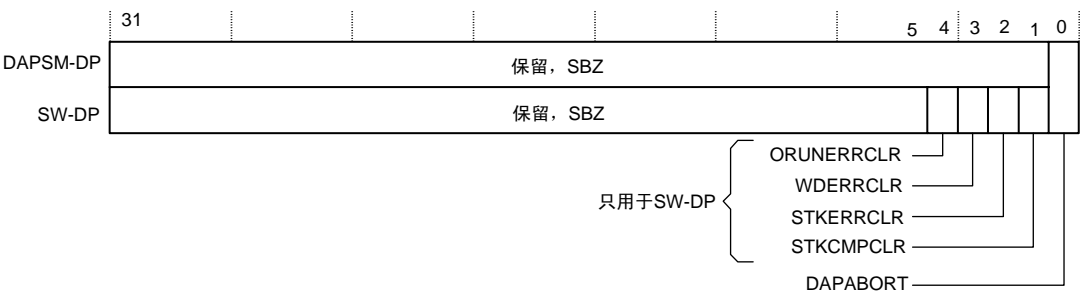 31 5 4 3 2 1 0
DAPSM-DP 保留，SBZ
SW-DP 保留，SBZ
ORUNERRCLR
WDERRCLR
只用于SW-DP
STKERRCLR
STKCMPCLR
DAPABORT